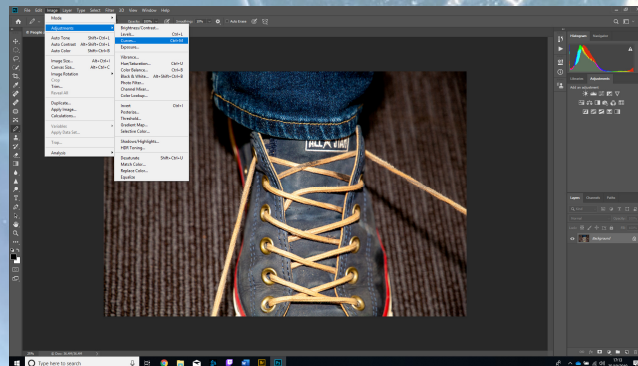 File Edit Image Layer Type Select Filter 3D View Window Help
Mode
Adjustments
Auto Tone Shift+Ctrl+L
Auto Contrast Alt+Shift+Ctrl+L
Auto Color Shift+Ctrl+B
Image Size... Alt+Ctrl+I
Canvas Size... Alt+Ctrl+C
Image Rotation
Crop
Trim...
Reveal All
Duplicate...
Apply Image...
Calculations...
Variables
Apply Data Set...
Trap...
Analysis
Brightness/Contrast...
Levels... Ctrl+L
Curves... Ctrl+M
Exposure...
Vibrance...
Hue/Saturation... Ctrl+U
Color Balance... Ctrl+B
Black & White... Alt+Shift+Ctrl+B
Photo Filter...
Channel Mixer...
Color Lookup...
Invert Ctrl+I
Posterize...
Threshold...
Gradient Map...
Selective Color...
Shadows/Highlights...
HDR Toning...
Desaturate Shift+Ctrl+U
Match Color...
Replace Color...
Equalize
Auto Erase
ALL STAR
Histogram Navigator
Libraries Adjustments
Add an adjustment
Layers Channels Paths
Background
Type here to search
17:13